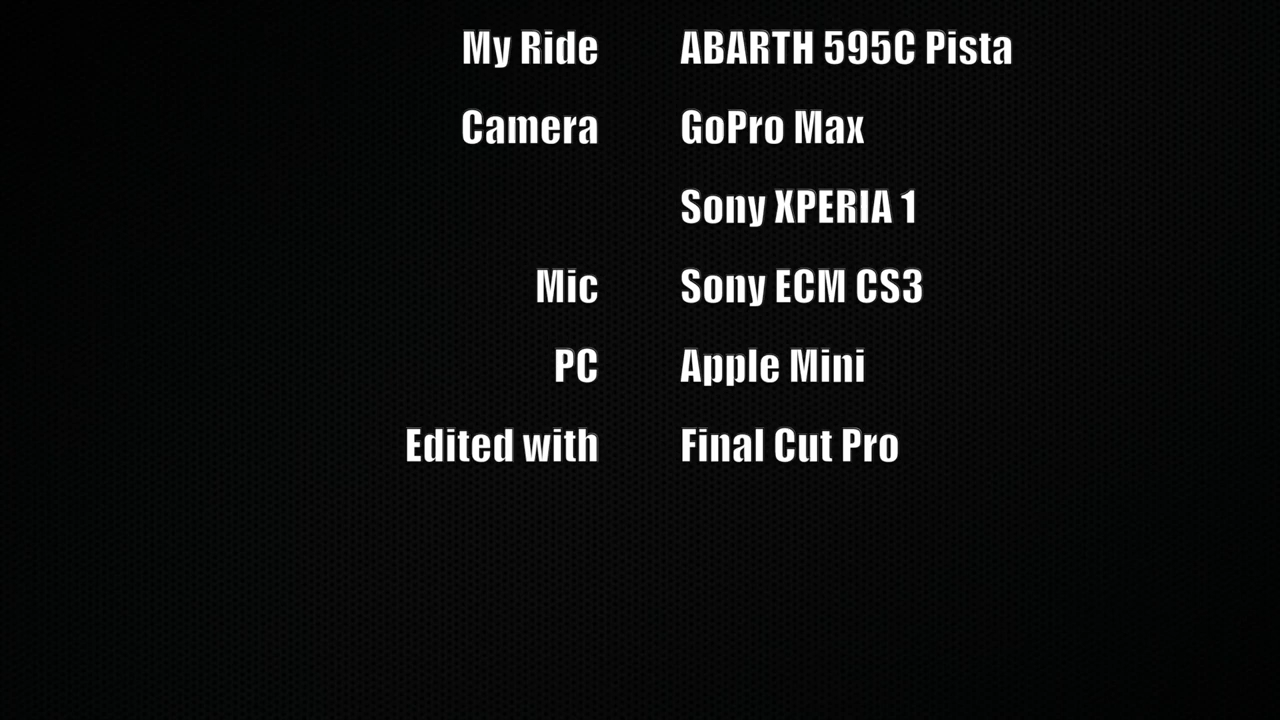 My Ride ABARTH 595C Pista
Camera GoPro Max
Sony XPERIA 1
Mic Sony ECM CS3
PC Apple Mini
Edited with Final Cut Pro